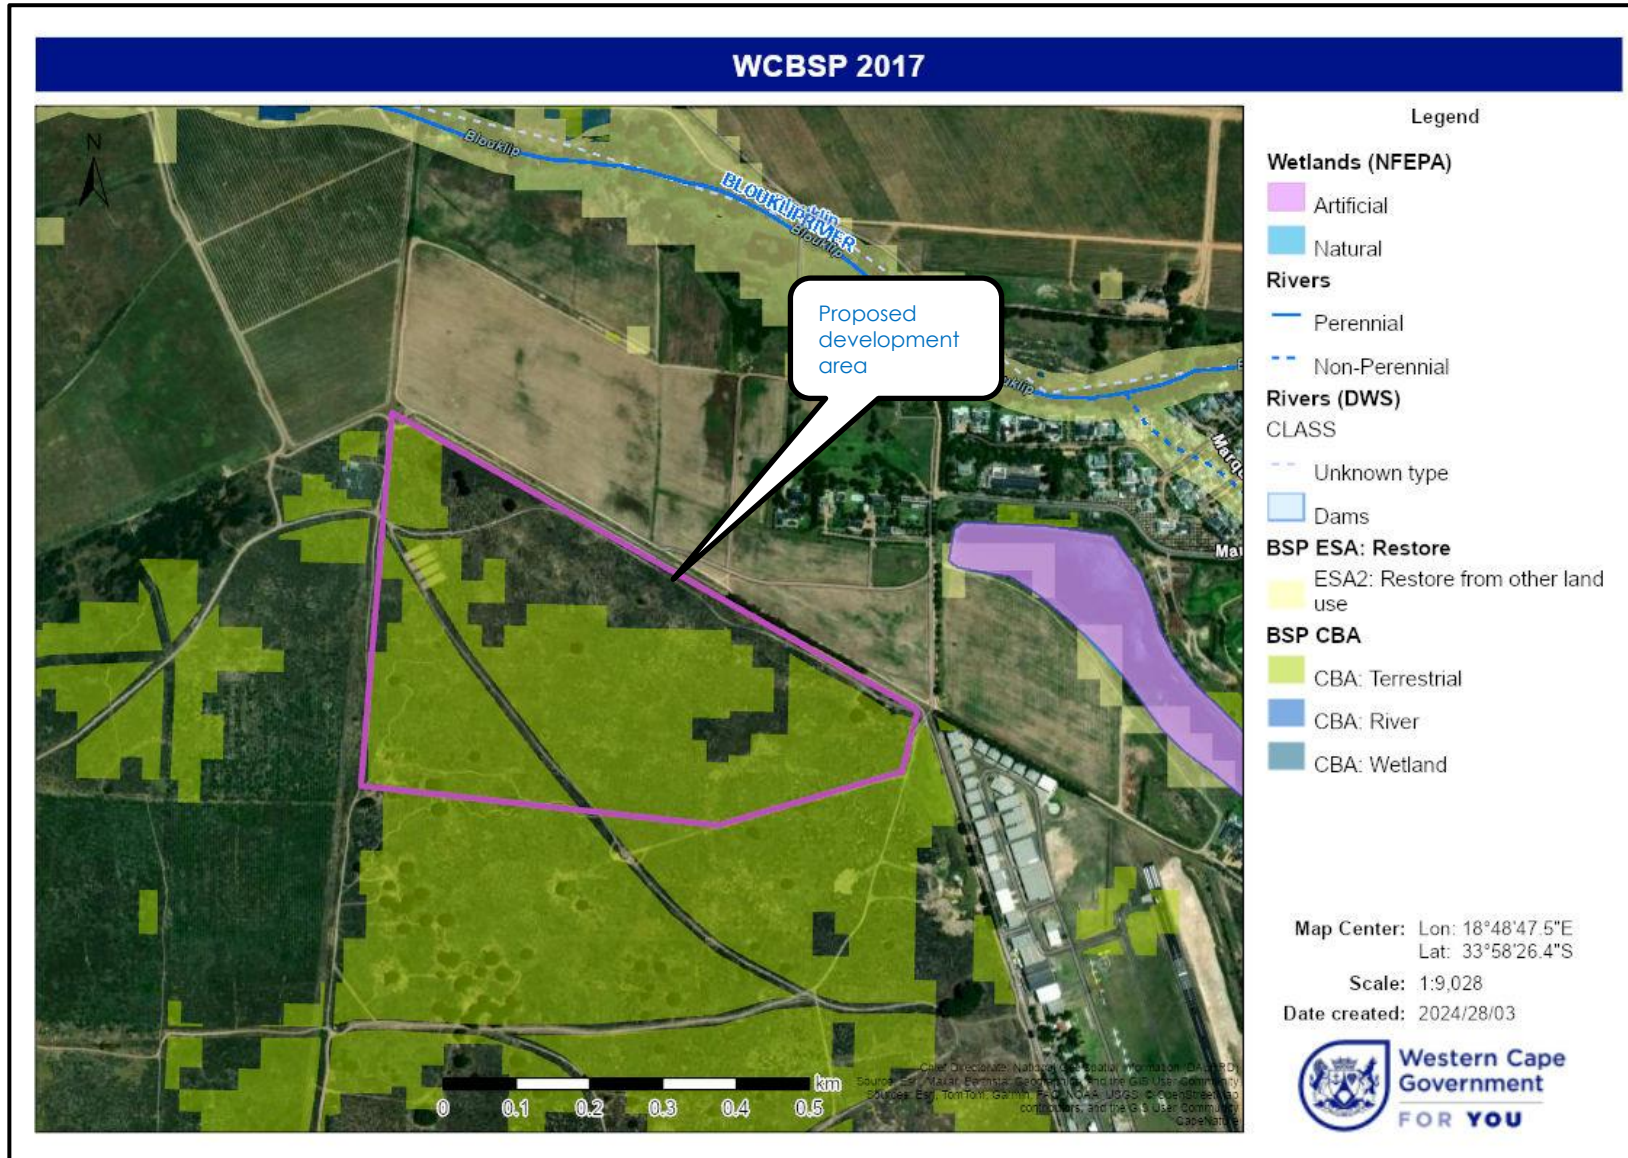 WCBSP 2017
N
Blouklip
BLOUKLIP RIVER
Blouklip
Proposed
development
area
Legend
Wetlands (NFEPA)
Artificial
Natural
Rivers
Perennial
Non-Perennial
Rivers (DWS)
CLASS
Unknown type
Dams
BSP ESA: Restore
ESA2: Restore from other land
use
BSP CBA
CBA: Terrestrial
CBA: River
CBA: Wetland
Map Center: Lon: 18°48'47.5"E
Lat: 33°58'26.4"S
Scale: 1:9,028
Date created: 2024/28/03
km
0 0.1 0.2 0.3 0.4 0.5
Western Cape
Government
FOR YOU